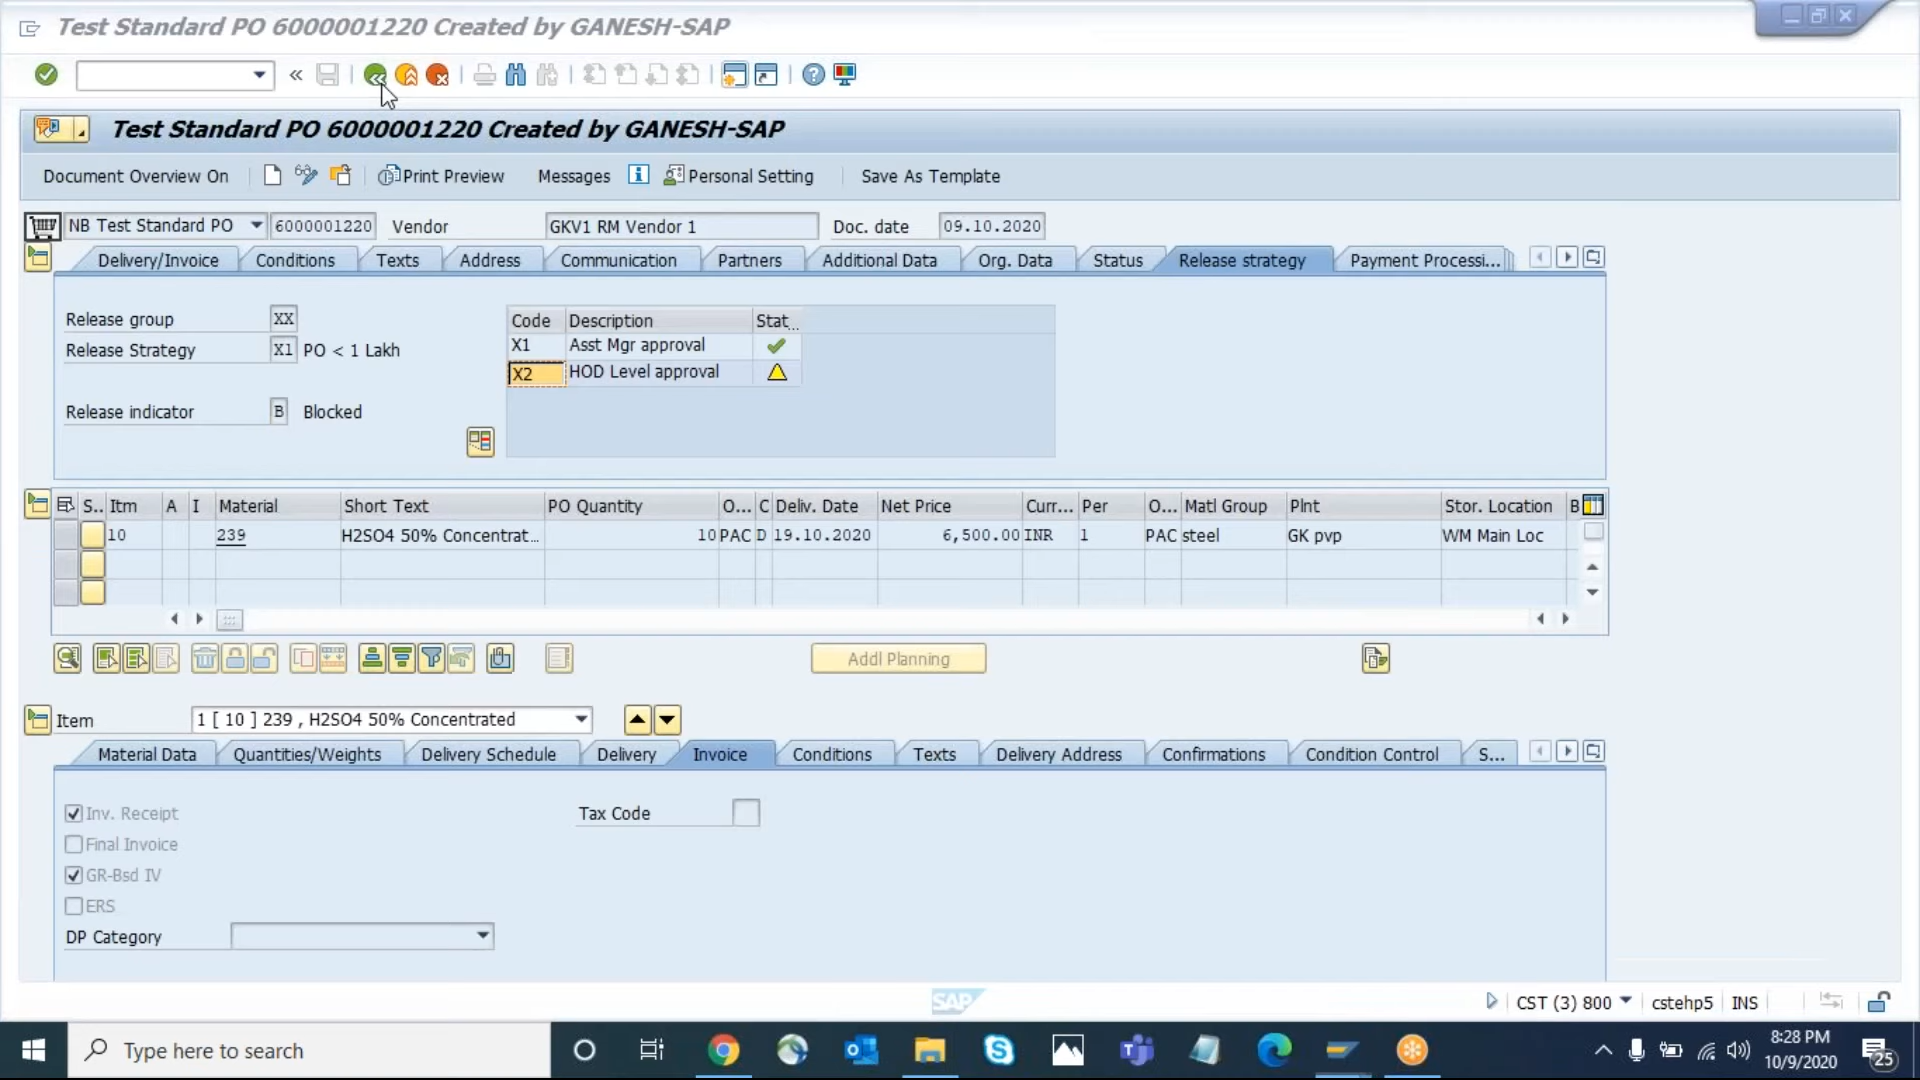 Test Standard PO 6000001220 Created by GANESH-SAP
Test Standard PO 6000001220 Created by GANESH-SAP
Document Overview On Print Preview Messages Personal Setting Save As Template
NB Test Standard PO 6000001220 Vendor GKV1 RM Vendor 1 Doc. date 09.10.2020
Delivery/Invoice Conditions Texts Address Communication Partners Additional Data Org. Data Status Release strategy Payment Processi...
Release group XX
Code Description Stat...
Release Strategy X1 PO < 1 Lakh
X1 Asst Mgr approval
X2 HOD Level approval
Release indicator B Blocked
S.. Itm A I Material Short Text PO Quantity O... C Deliv. Date Net Price Curr... Per O... Matl Group Plnt Stor. Location B
10 239 H2SO4 50% Concentrat... 10 PAC D 19.10.2020 6,500.00 INR 1 PAC steel GK pvp WM Main Loc
Addl Planning
Item 1 [ 10 ] 239 , H2SO4 50% Concentrated
Material Data Quantities/Weights Delivery Schedule Delivery Invoice Conditions Texts Delivery Address Confirmations Condition Control S...
Inv. Receipt Tax Code
Final Invoice
GR-Bsd IV
ERS
DP Category
SAP CST (3) 800 cstehp5 INS
Type here to search
8:28 PM
10/9/2020
25